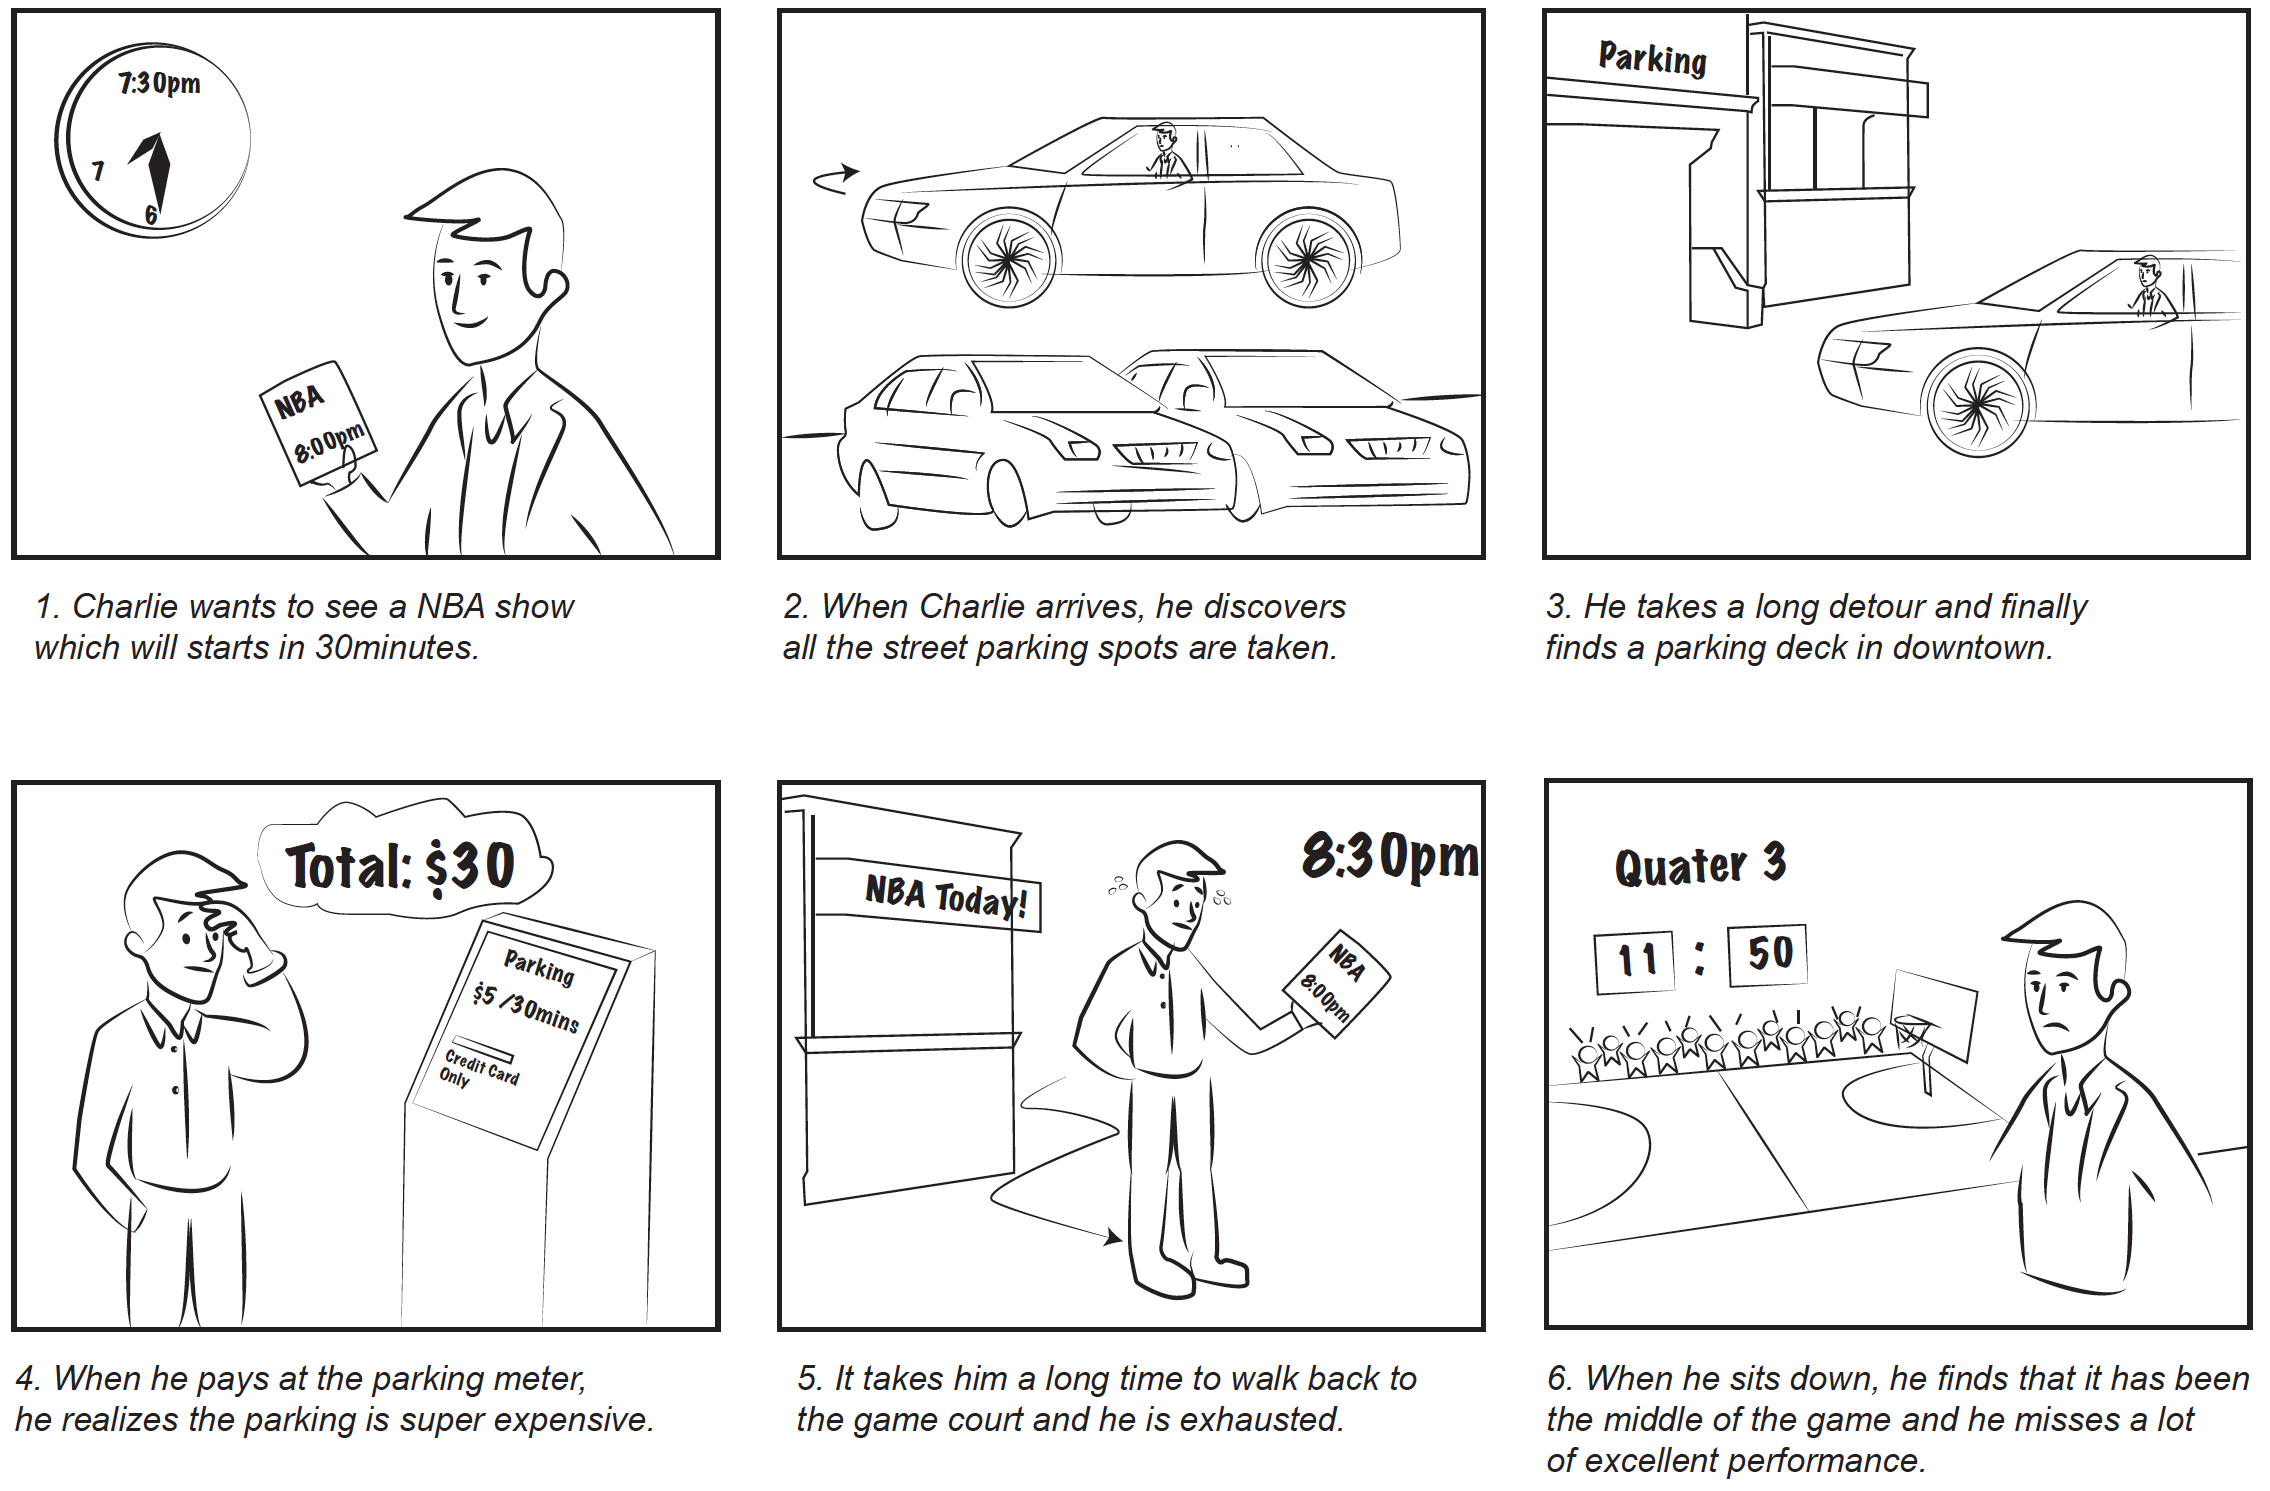 7:30pm
7
6
NBA
8:00pm
1. Charlie wants to see a NBA show
which will starts in 30minutes.
2. When Charlie arrives, he discovers
all the street parking spots are taken.
Parking
3. He takes a long detour and finally
finds a parking deck in downtown.
Total: $30
Parking
$5 /30mins
Credit Card
Only
4. When he pays at the parking meter,
he realizes the parking is super expensive.
8:30pm
NBA Today!
NBA
8:00pm
5. It takes him a long time to walk back to
the game court and he is exhausted.
Quater 3
11 : 50
6. When he sits down, he finds that it has been
the middle of the game and he misses a lot
of excellent performance.